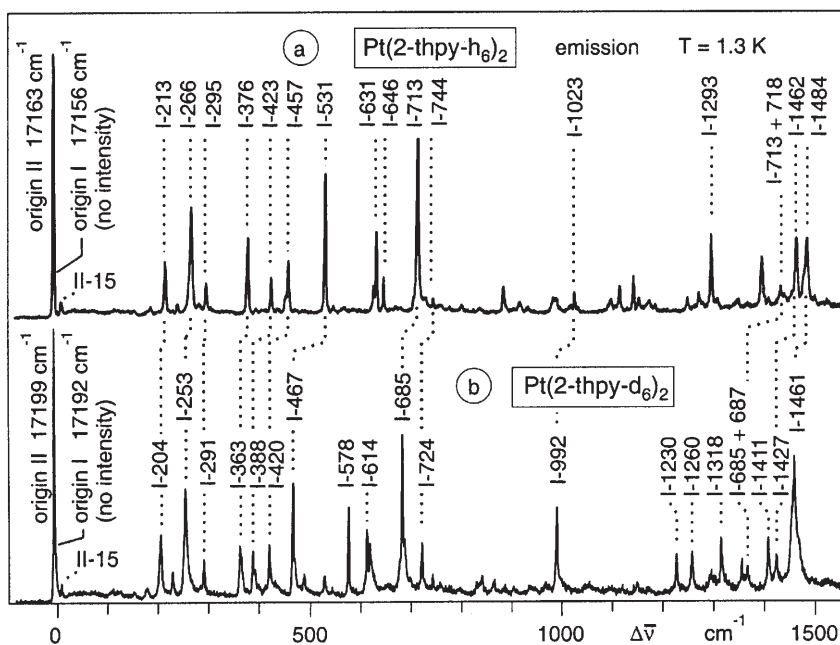 a Pt(2-thpy-h₆)₂ emission T = 1.3 K
origin II 17163 cm⁻¹
origin I 17156 cm⁻¹
(no intensity)
II-15
I-213
I-266
I-295
I-376
I-423
I-457
I-531
I-631
I-646
I-713
I-744
I-1023
I-1293
I-713 + 718
I-1462
I-1484
b Pt(2-thpy-d₆)₂
origin II 17199 cm⁻¹
origin I 17192 cm⁻¹
(no intensity)
II-15
I-204
I-253
I-291
I-363
I-388
I-420
I-467
I-578
I-614
I-685
I-724
I-992
I-1230
I-1260
I-1318
I-685 + 687
I-1411
I-1427
I-1461
0 500 1000 Δν̅ cm⁻¹ 1500